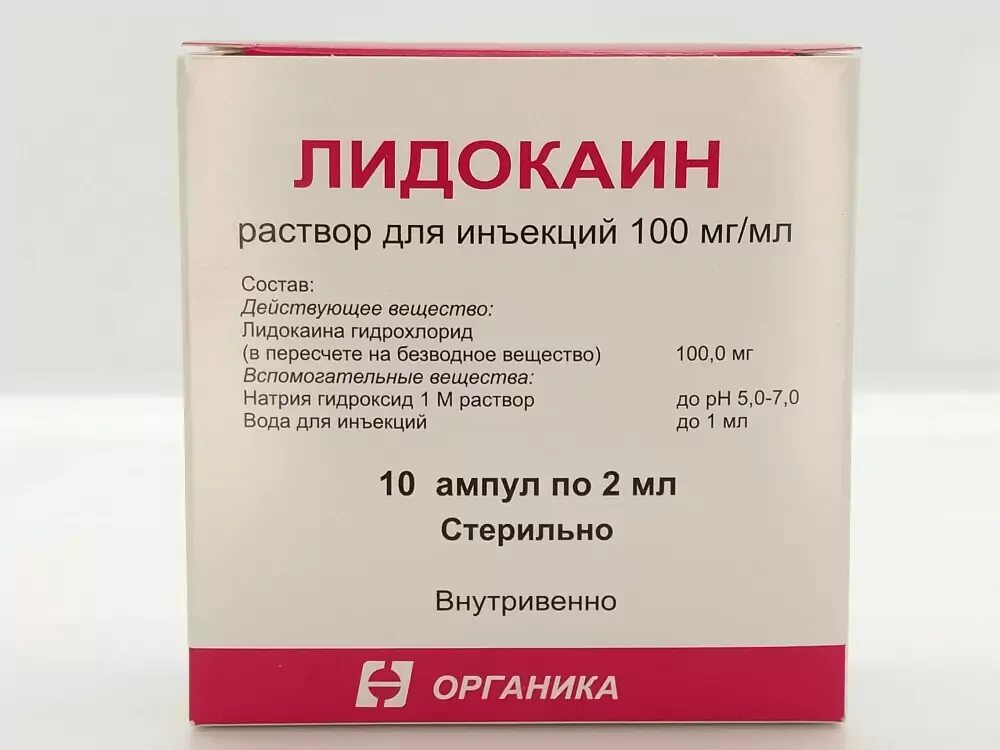 ЛИДОКАИН
раствор для инъекций 100 мг/мл
Состав:
Действующее вещество:
Лидокаина гидрохлорид
(в пересчете на безводное вещество) 100,0 мг
Вспомогательные вещества:
Натрия гидроксид 1 М раствор до pH 5,0-7,0
Вода для инъекций до 1 мл
10 ампул по 2 мл
Стерильно
Внутривенно
ОРГАНИКА